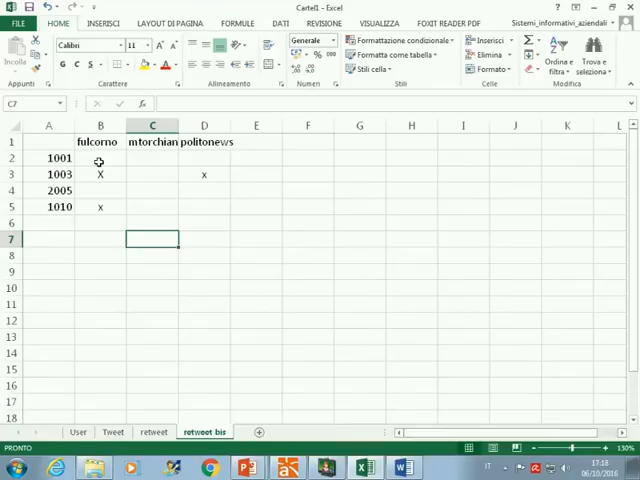 Cartel1 - Excel
FILE HOME INSERISCI LAYOUT DI PAGINA FORMULE DATI REVISIONE VISUALIZZA FOXIT READER PDF Sistemi_informativi_aziendali
Incolla
Calibri 11
G C S
Generale
Formattazione condizionale
Formatta come tabella
Stili cella
Inserisci
Elimina
Formato
Ordina e filtra
Trova e seleziona
Appunti Carattere Allineamento Numeri Stili Celle Modifica
C7 fx
A B C D E F G H I J K L
1 fulcorno mtorchian politonews
2 1001
3 1003 X x
4 2005
5 1010 x
6
7
8
9
10
11
12
13
14
15
16
17
18
User Tweet retweet retweet bis
PRONTO 130%
IT 17:18
06/10/2016